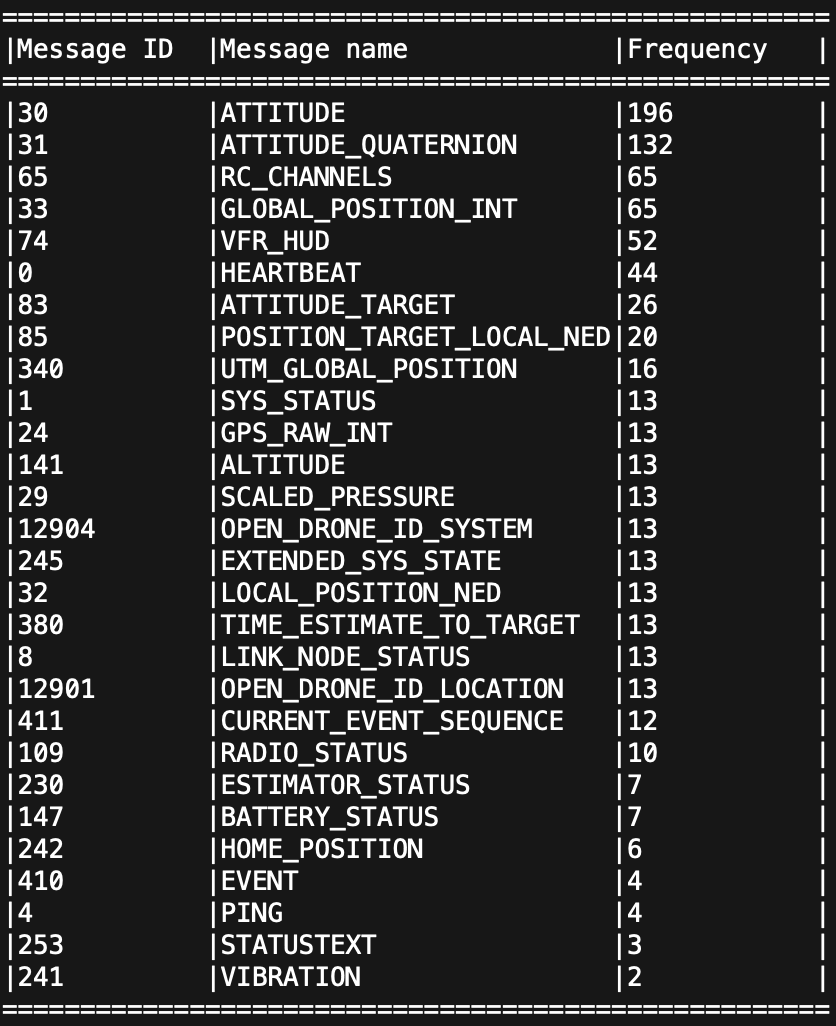 =====================================================
|Message ID |Message name |Frequency |
=====================================================
|30 |ATTITUDE |196 |
|31 |ATTITUDE_QUATERNION |132 |
|65 |RC_CHANNELS |65 |
|33 |GLOBAL_POSITION_INT |65 |
|74 |VFR_HUD |52 |
|0 |HEARTBEAT |44 |
|83 |ATTITUDE_TARGET |26 |
|85 |POSITION_TARGET_LOCAL_NED|20 |
|340 |UTM_GLOBAL_POSITION |16 |
|1 |SYS_STATUS |13 |
|24 |GPS_RAW_INT |13 |
|141 |ALTITUDE |13 |
|29 |SCALED_PRESSURE |13 |
|12904 |OPEN_DRONE_ID_SYSTEM |13 |
|245 |EXTENDED_SYS_STATE |13 |
|32 |LOCAL_POSITION_NED |13 |
|380 |TIME_ESTIMATE_TO_TARGET |13 |
|8 |LINK_NODE_STATUS |13 |
|12901 |OPEN_DRONE_ID_LOCATION |13 |
|411 |CURRENT_EVENT_SEQUENCE |12 |
|109 |RADIO_STATUS |10 |
|230 |ESTIMATOR_STATUS |7 |
|147 |BATTERY_STATUS |7 |
|242 |HOME_POSITION |6 |
|410 |EVENT |4 |
|4 |PING |4 |
|253 |STATUSTEXT |3 |
|241 |VIBRATION |2 |
=====================================================